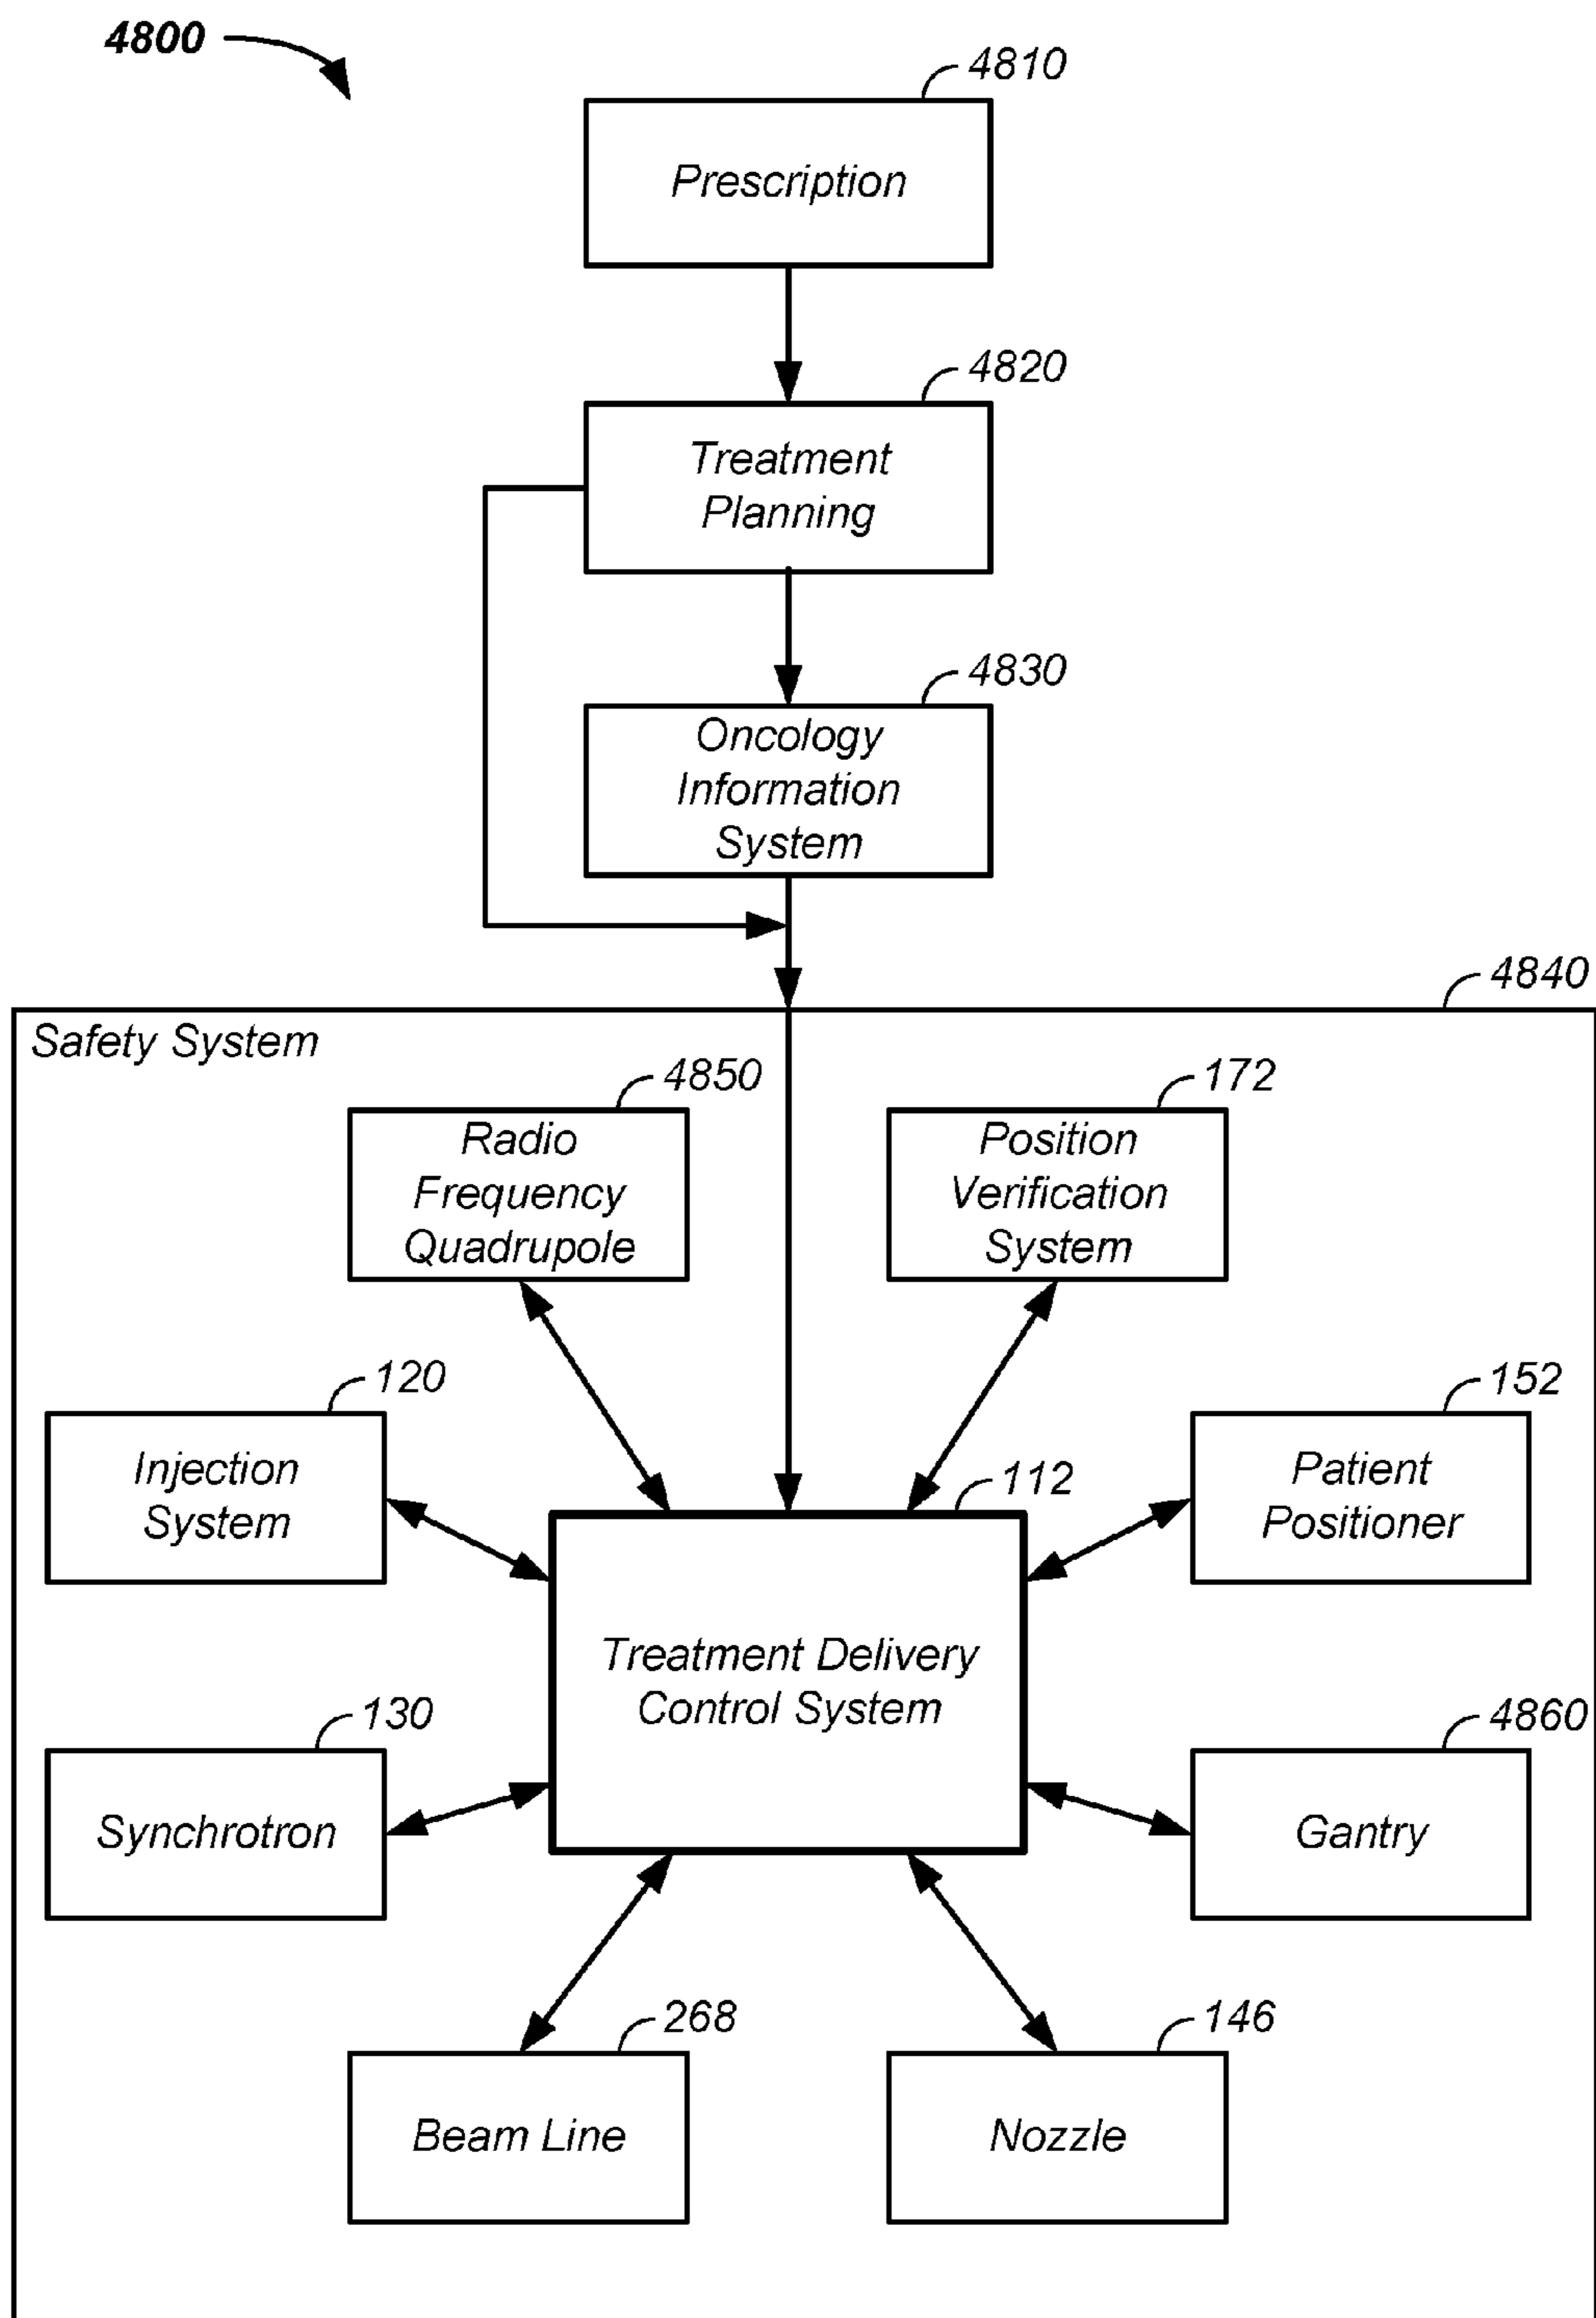 4800
4810
Prescription
4820
Treatment
Planning
4830
Oncology
Information
System
4840
Safety System
4850
Radio
Frequency
Quadrupole
172
Position
Verification
System
120
Injection
System
152
Patient
Positioner
112
Treatment Delivery
Control System
130
Synchrotron
4860
Gantry
268
Beam Line
146
Nozzle